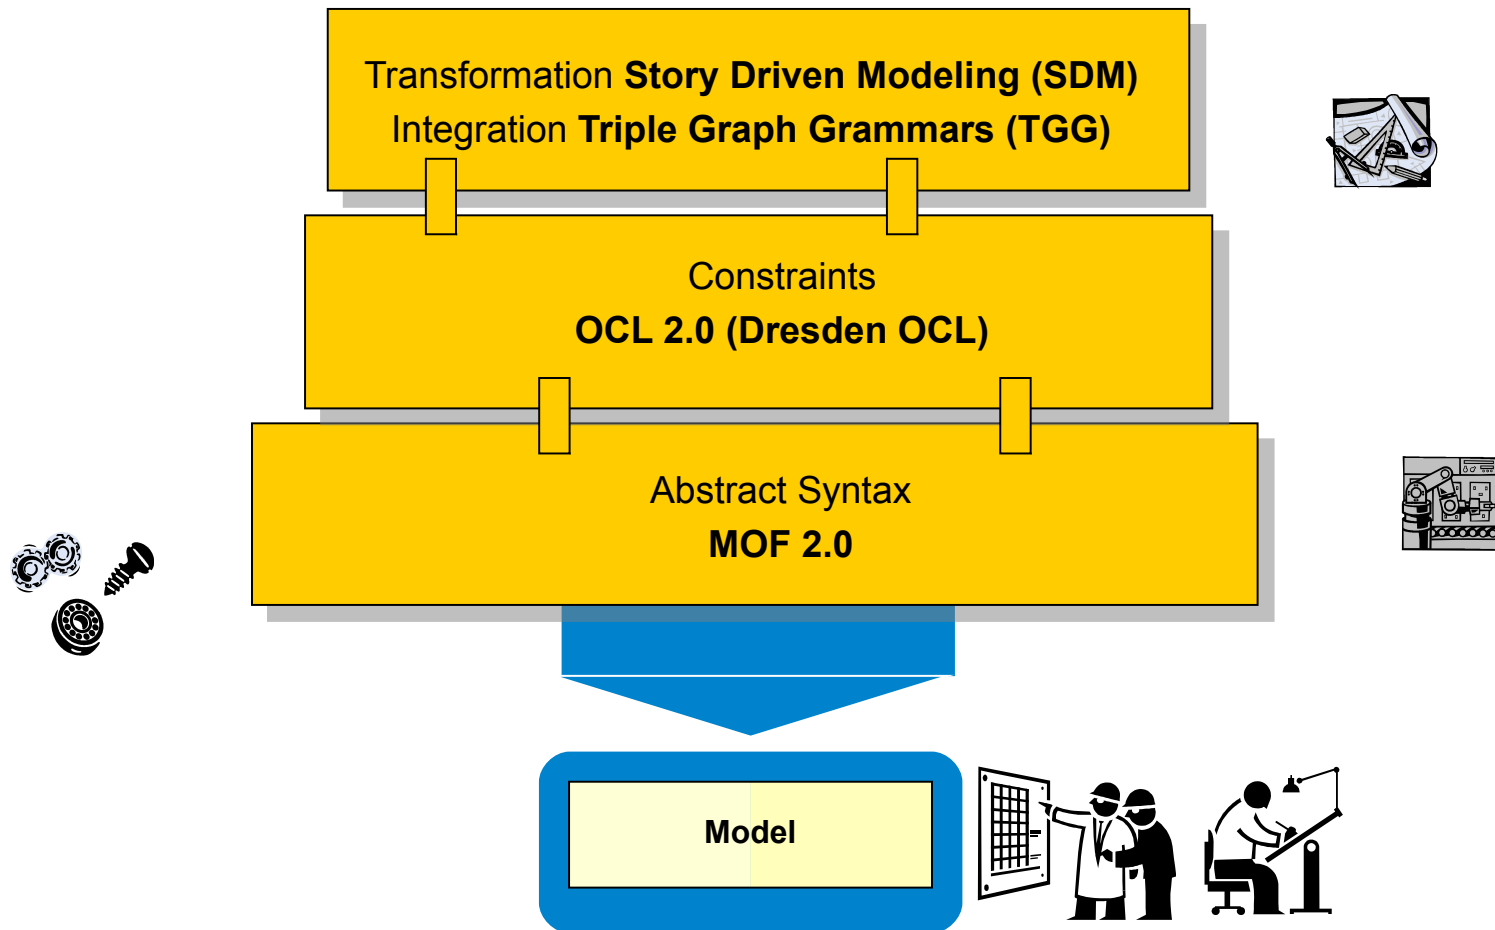 Transformation Story Driven Modeling (SDM)
Integration Triple Graph Grammars (TGG)
Constraints
OCL 2.0 (Dresden OCL)
Abstract Syntax
MOF 2.0
Model